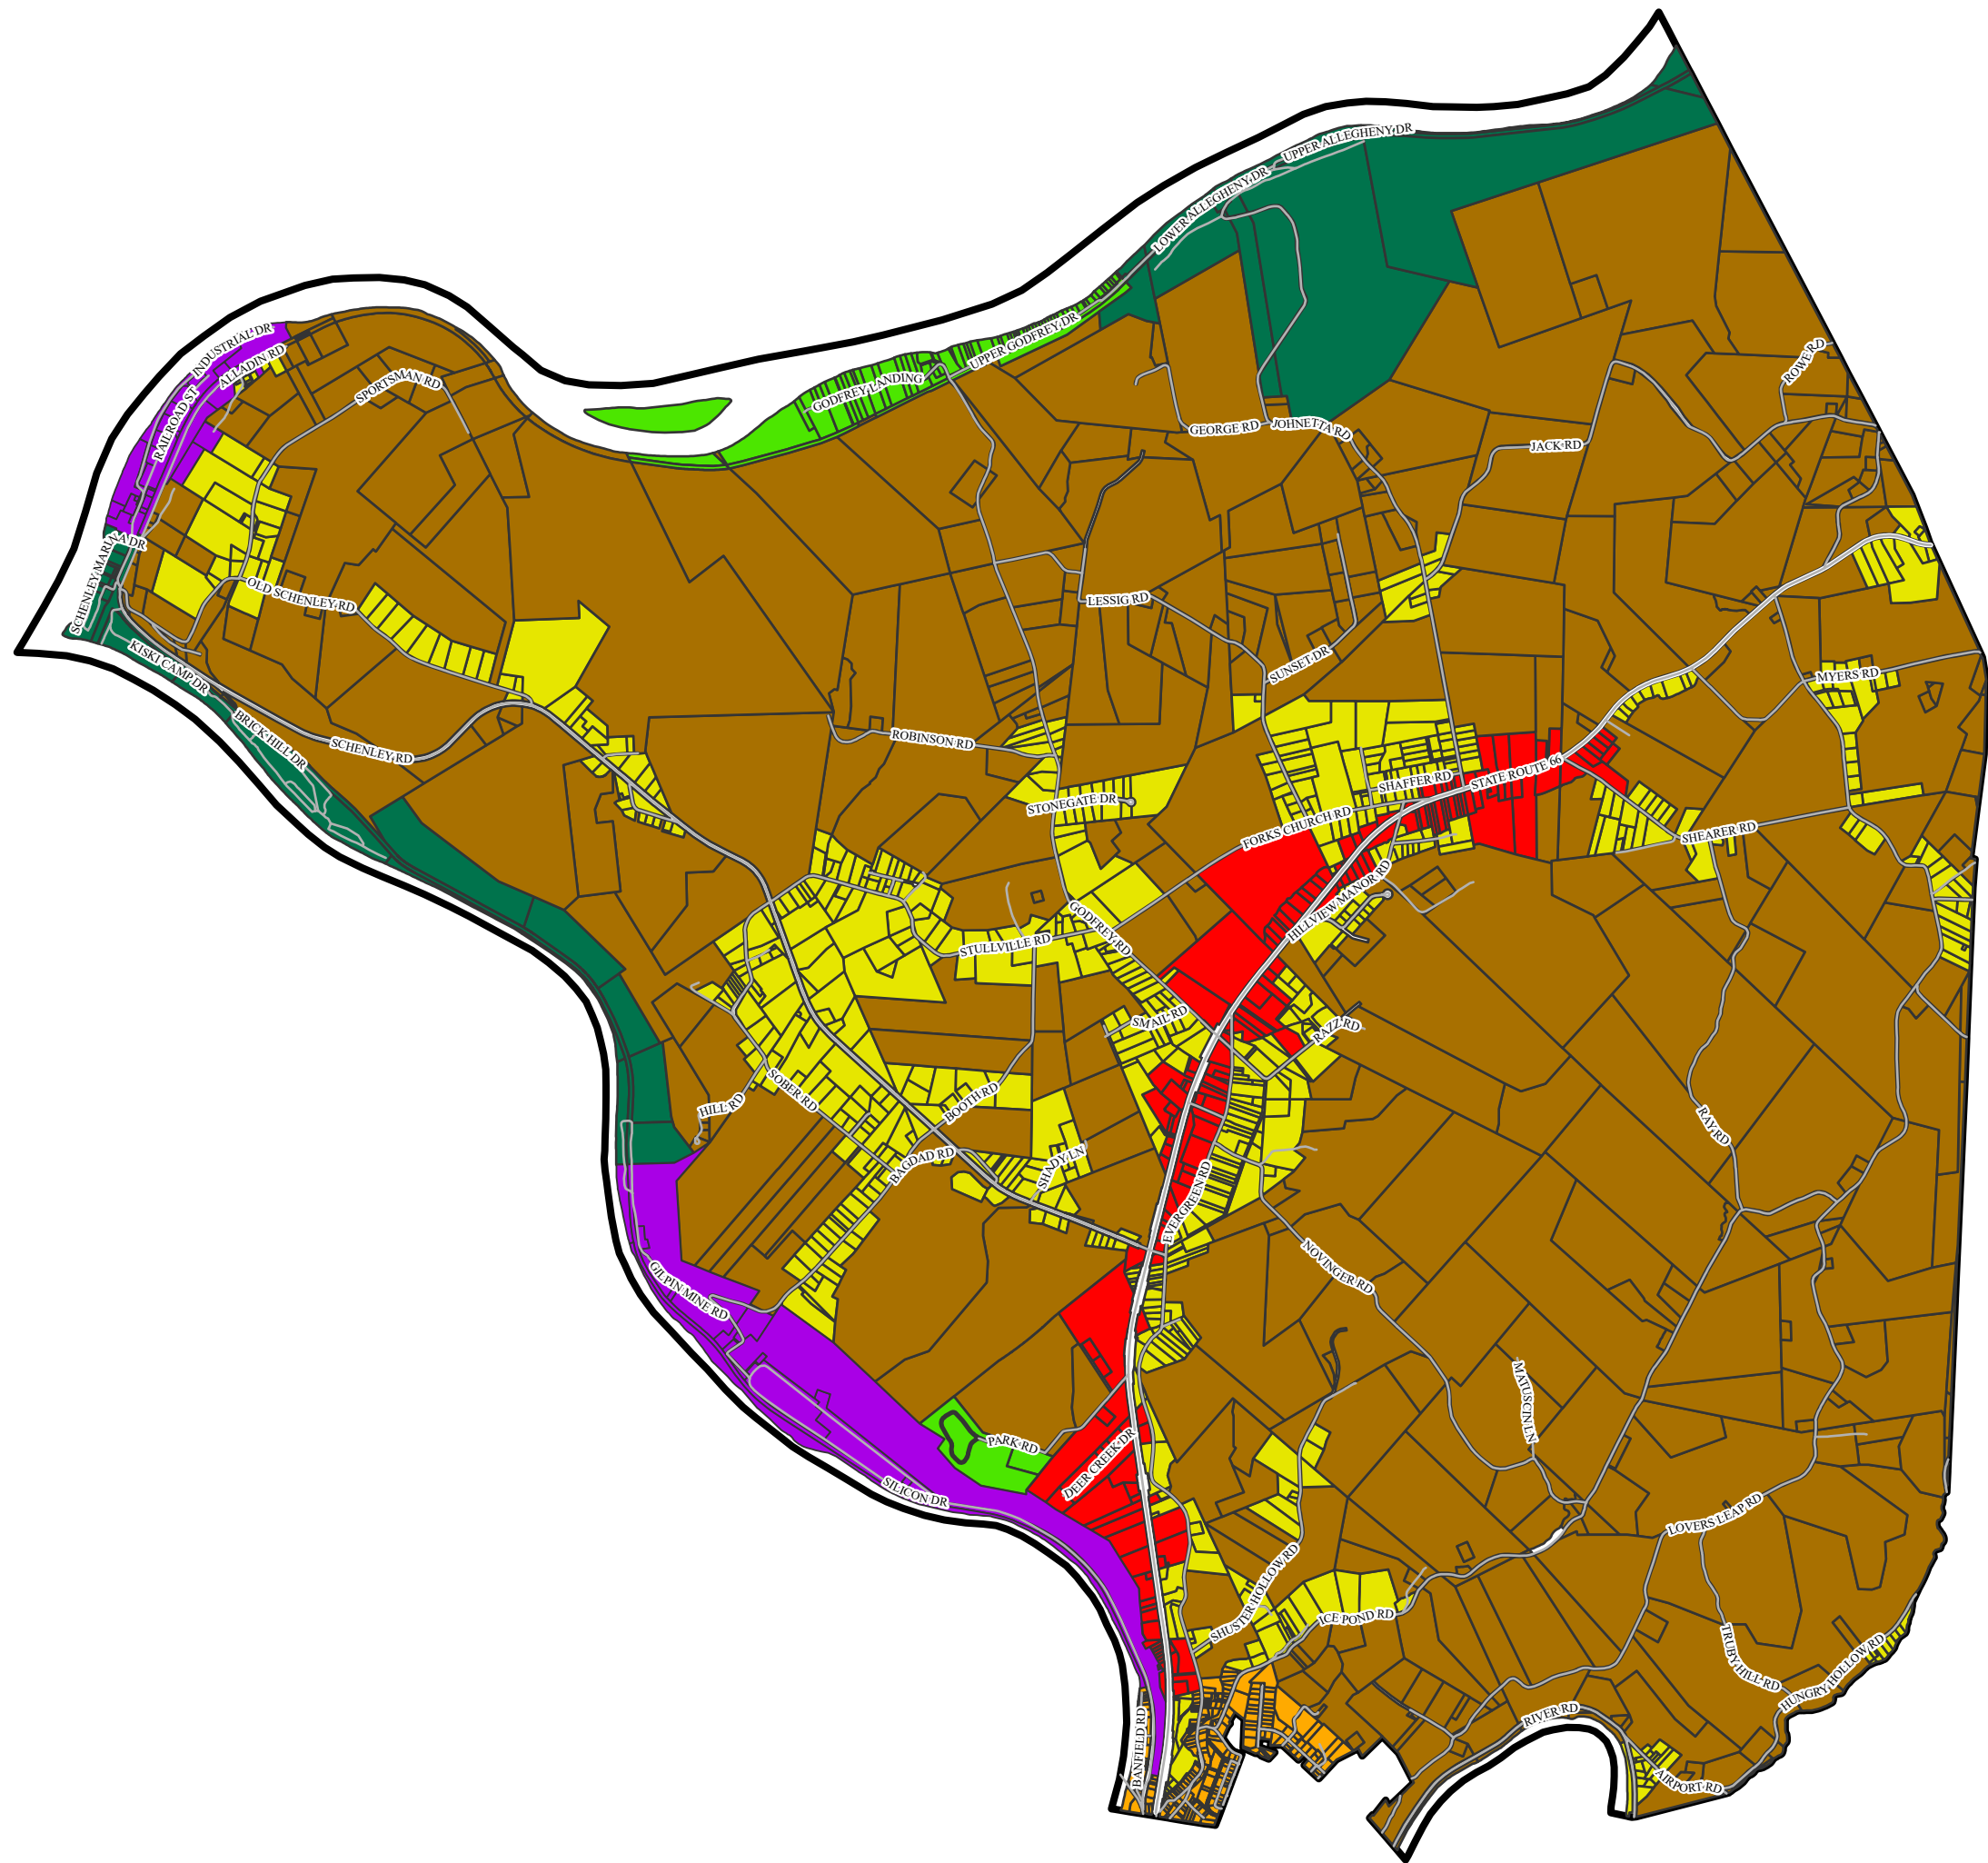 UPPER ALLEGHENY DR
LOWER ALLEGHENY DR
INDUSTRIAL DR
ALLADIN RD
RAILROAD ST
SPORTSMAN RD
UPPER GODFREY DR
GODFREY LANDING
ROWE RD
GEORGE RD
JOHNETTA RD
JACK RD
SCHENLEY MARINA DR
OLD SCHENLEY RD
LESSIG RD
KISKI CAMP DR
SUNSET DR
MYERS RD
BRICK HILL DR
SCHENLEY RD
ROBINSON RD
STATE ROUTE 66
SHAFFER RD
STONEGATE DR
FORKS CHURCH RD
SHEARER RD
HILLVIEW MANOR RD
GODFREY RD
STULLVILLE RD
SMAIL RD
RAZZ RD
SOBER RD
HILL RD
BOOTH RD
RAY RD
BAGDAD RD
SHADY LN
EVERGREEN RD
NOVINGER RD
GILPIN MINE RD
MATUSCIN LN
PARK RD
DEER CREEK DR
SILICON DR
LOVERS LEAP RD
SHUSTER HOLLOW RD
ICE POND RD
TRUBY HILL RD
HUNGRY HOLLOW RD
RIVER RD
BANFIELD RD
AIRPORT RD